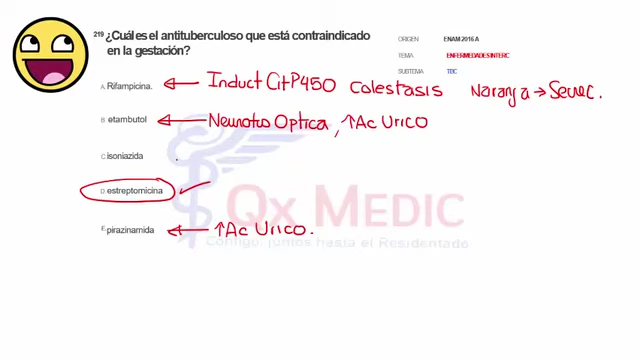 219 ¿Cuál es el antituberculoso que está contraindicado
en la gestación?
ORIGEN ENAM 2016 A
TEMA ENFERMEDADES INTERC
SUBTEMA TBC
A. Rifampicina. Induct CitP450 Colestasis Naranja → Secrec.
B. etambutol Neurotox Optica, ↑Ac Urico
C. isoniazida
D. estreptomicina
E. pirazinamida ↑Ac Urico.
Qx MEDIC
Contigo, juntos hasta el Residentado